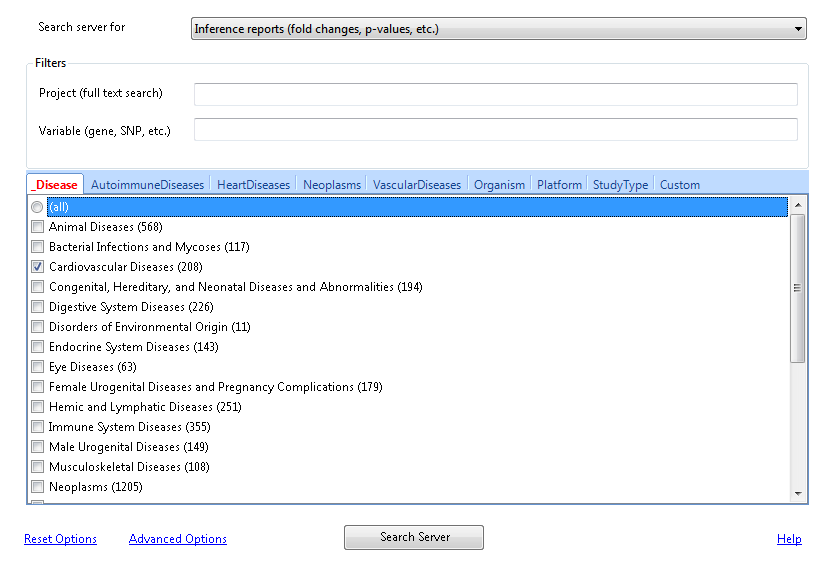 Search server for Inference reports (fold changes, p-values, etc.)
Filters
Project (full text search)
Variable (gene, SNP, etc.)
_Disease AutoimmuneDiseases HeartDiseases Neoplasms VascularDiseases Organism Platform StudyType Custom
(all)
Animal Diseases (568)
Bacterial Infections and Mycoses (117)
Cardiovascular Diseases (208)
Congenital, Hereditary, and Neonatal Diseases and Abnormalities (194)
Digestive System Diseases (226)
Disorders of Environmental Origin (11)
Endocrine System Diseases (143)
Eye Diseases (63)
Female Urogenital Diseases and Pregnancy Complications (179)
Hemic and Lymphatic Diseases (251)
Immune System Diseases (355)
Male Urogenital Diseases (149)
Musculoskeletal Diseases (108)
Neoplasms (1205)
Reset Options Advanced Options Search Server Help